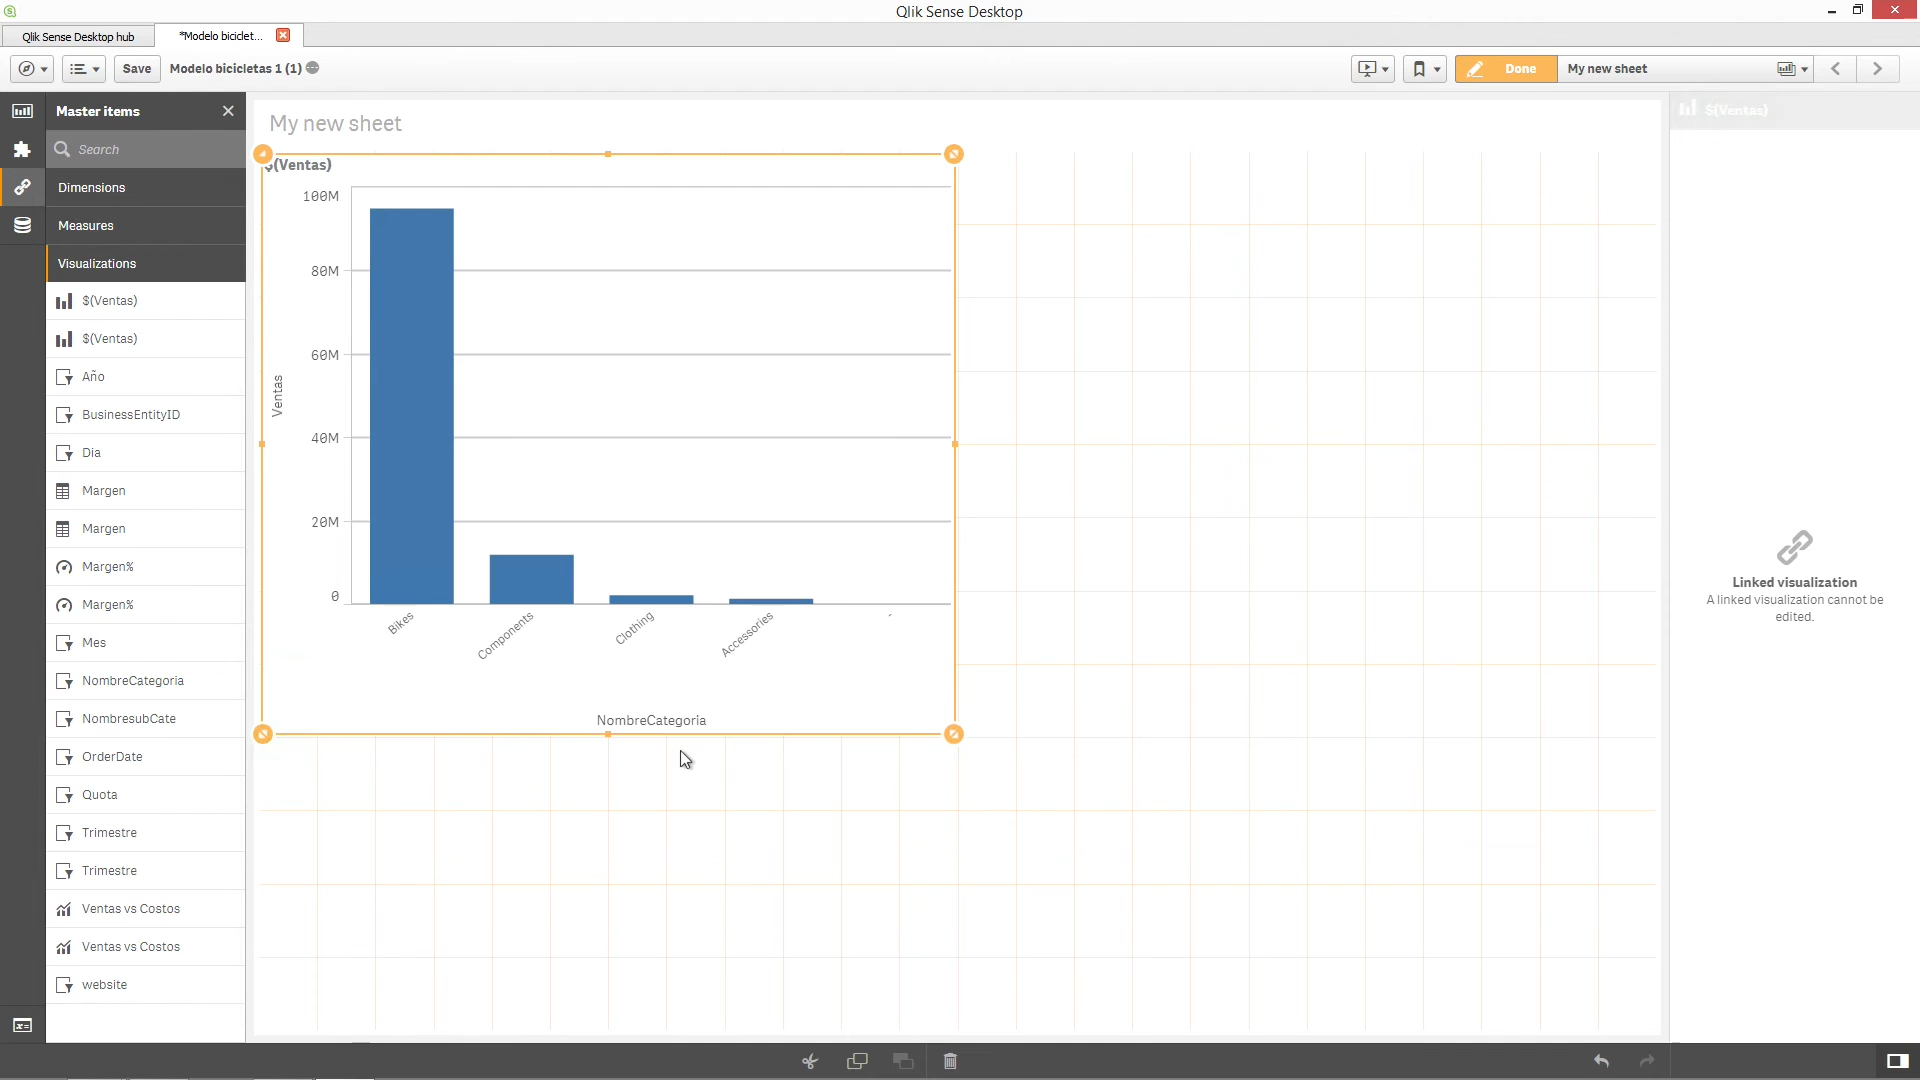 Qlik Sense Desktop
Qlik Sense Desktop hub
*Modelo biciclet...
Save
Modelo bicicletas 1 (1)
Done
My new sheet
Master items
Search
Dimensions
Measures
Visualizations
$(Ventas)
$(Ventas)
Año
BusinessEntityID
Dia
Margen
Margen
Margen%
Margen%
Mes
NombreCategoria
NombresubCate
OrderDate
Quota
Trimestre
Trimestre
Ventas vs Costos
Ventas vs Costos
website
My new sheet
$(Ventas)
100M
80M
60M
40M
20M
0
Ventas
Bikes
Components
Clothing
Accessories
-
NombreCategoria
$(Ventas)
Linked visualization
A linked visualization cannot be
edited.